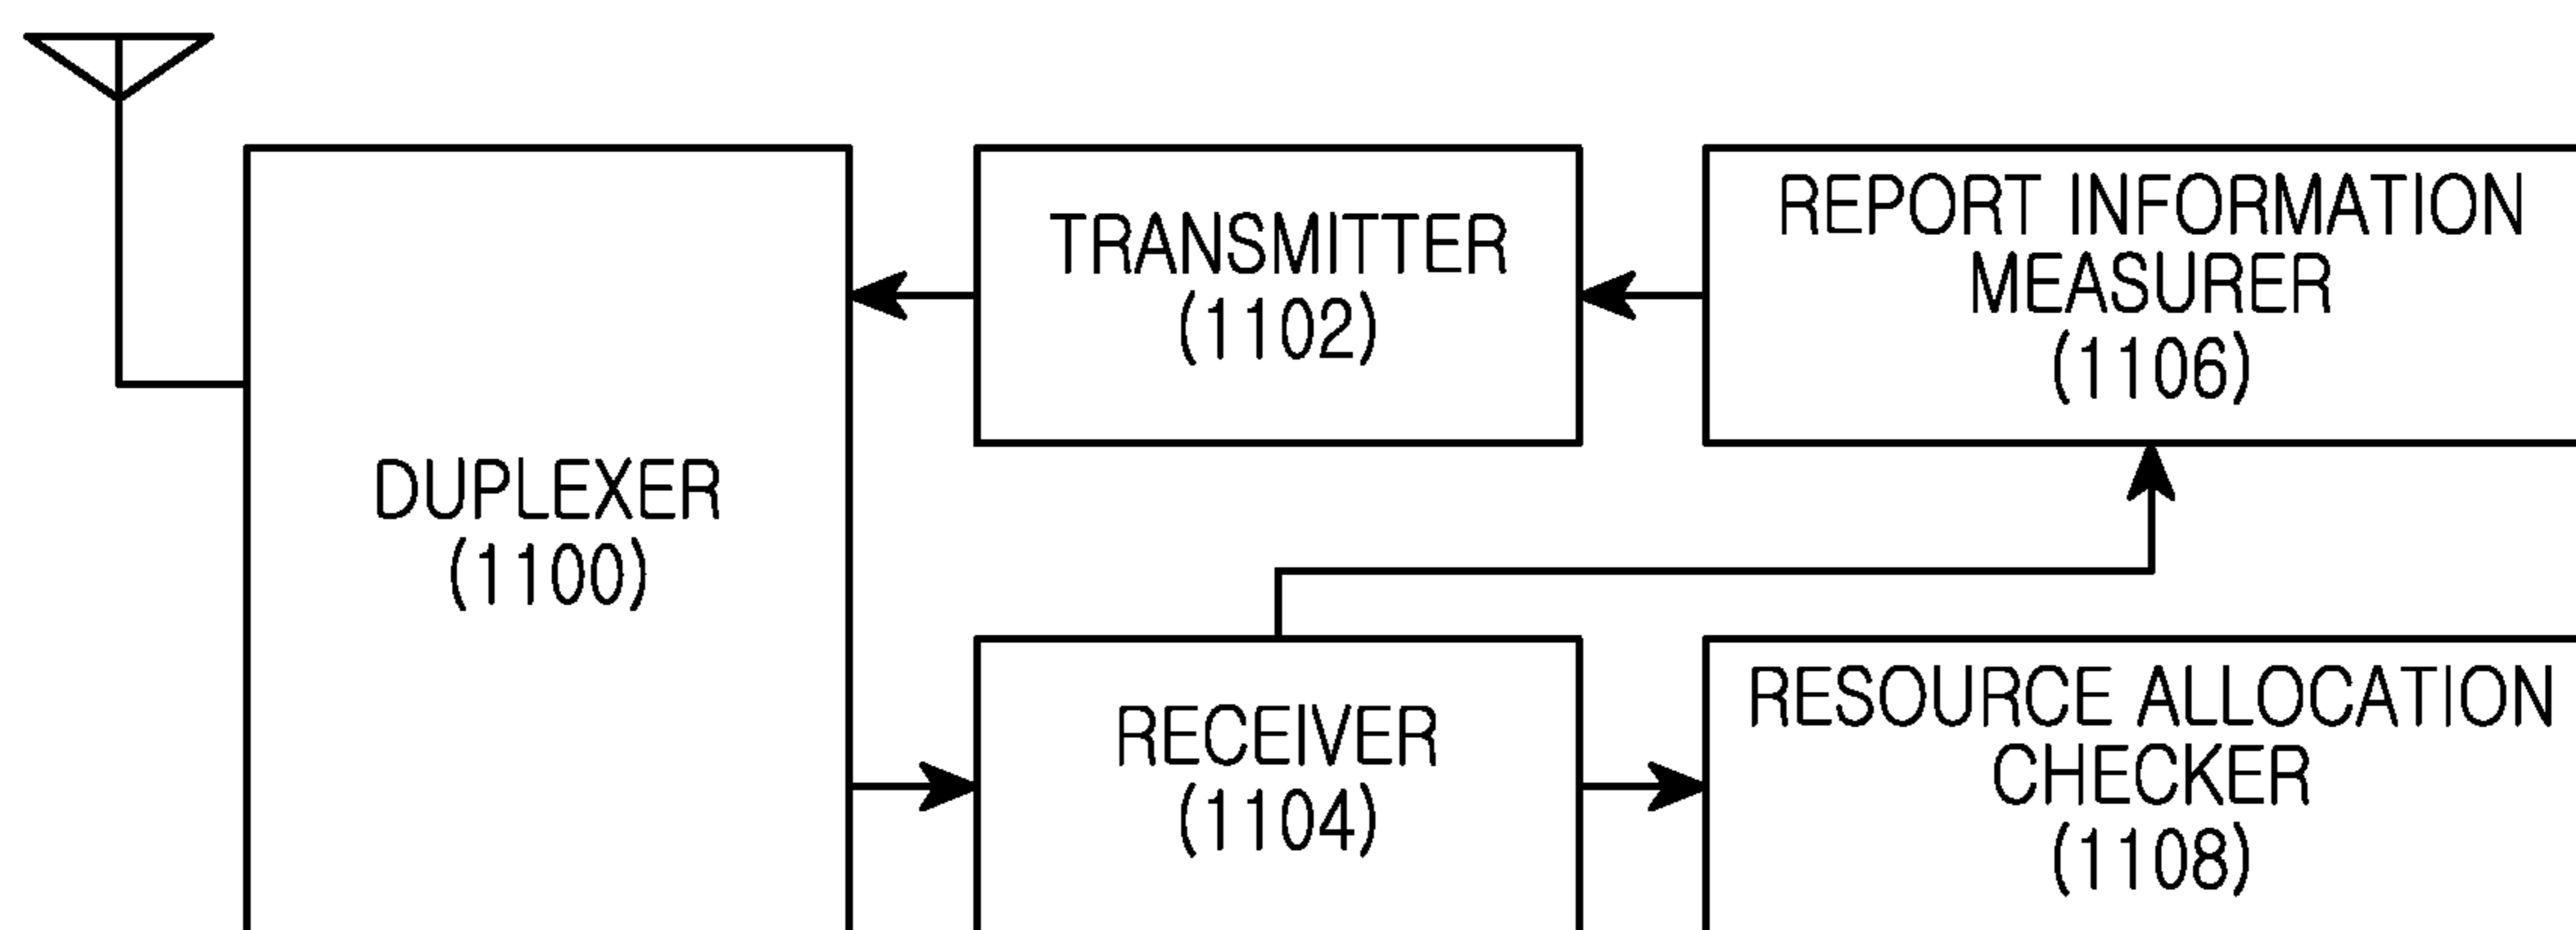 DUPLEXER
(1100)
TRANSMITTER
(1102)
REPORT INFORMATION
MEASURER
(1106)
RECEIVER
(1104)
RESOURCE ALLOCATION
CHECKER
(1108)